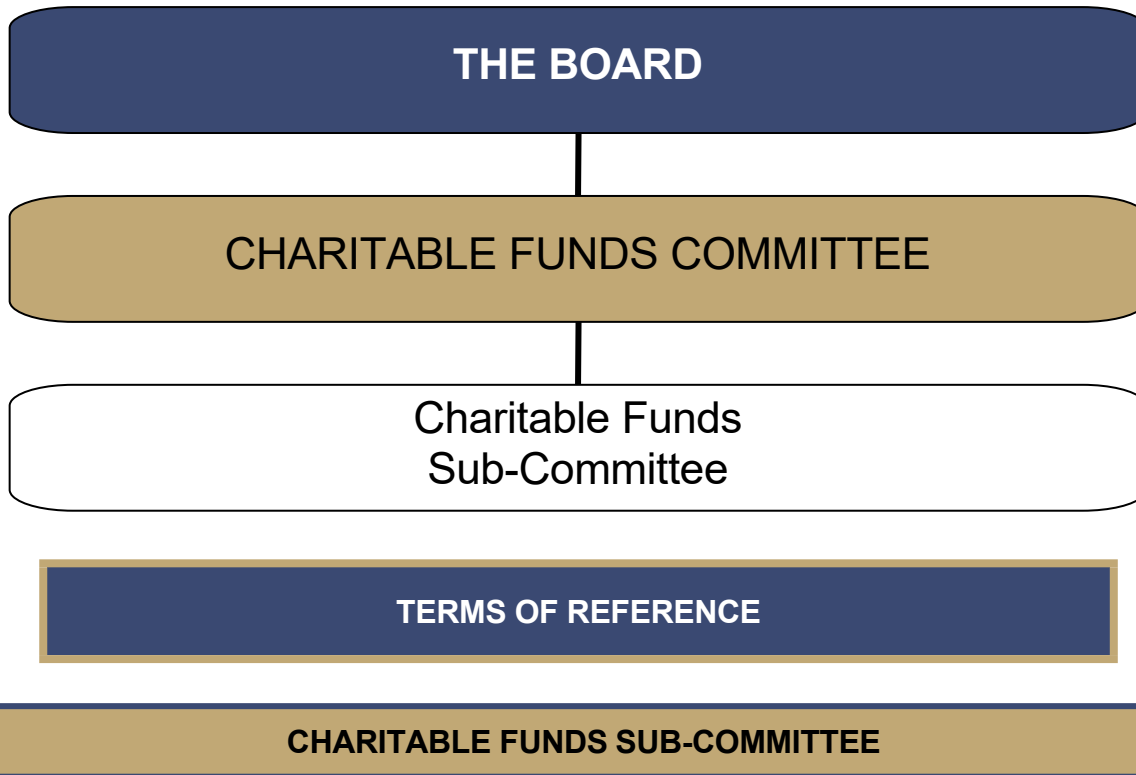 THE BOARD
CHARITABLE FUNDS COMMITTEE
Charitable Funds
Sub-Committee
TERMS OF REFERENCE
CHARITABLE FUNDS SUB-COMMITTEE